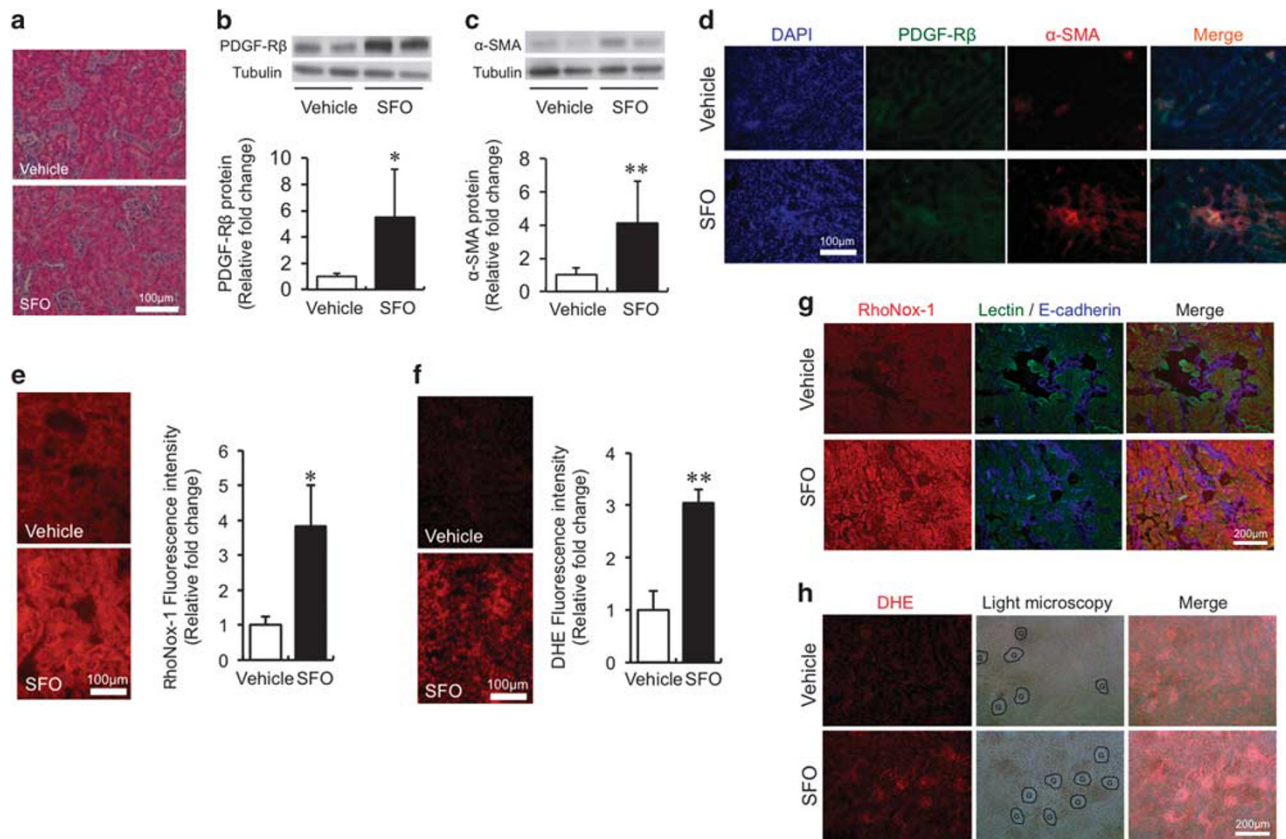 a
Vehicle
SFO
100μm
b
PDGF-Rβ
Tubulin
Vehicle SFO
PDGF-Rβ protein
(Relative fold change)
10
8
6
4
2
0
*
Vehicle SFO
c
α-SMA
Tubulin
Vehicle SFO
α-SMA protein
(Relative fold change)
8
6
4
2
0
**
Vehicle SFO
d
DAPI PDGF-Rβ α-SMA Merge
Vehicle
SFO
100μm
e
Vehicle
SFO
100μm
RhoNox-1 Fluorescence intensity
(Relative fold change)
6
5
4
3
2
1
0
*
Vehicle SFO
f
Vehicle
SFO
100μm
DHE Fluorescence intensity
(Relative fold change)
4
3
2
1
0
**
Vehicle SFO
g
RhoNox-1 Lectin / E-cadherin Merge
Vehicle
SFO
200μm
h
DHE Light microscopy Merge
Vehicle
G
G
G
G
G
G
SFO
G
G
G
G
G
G
G
G
200μm